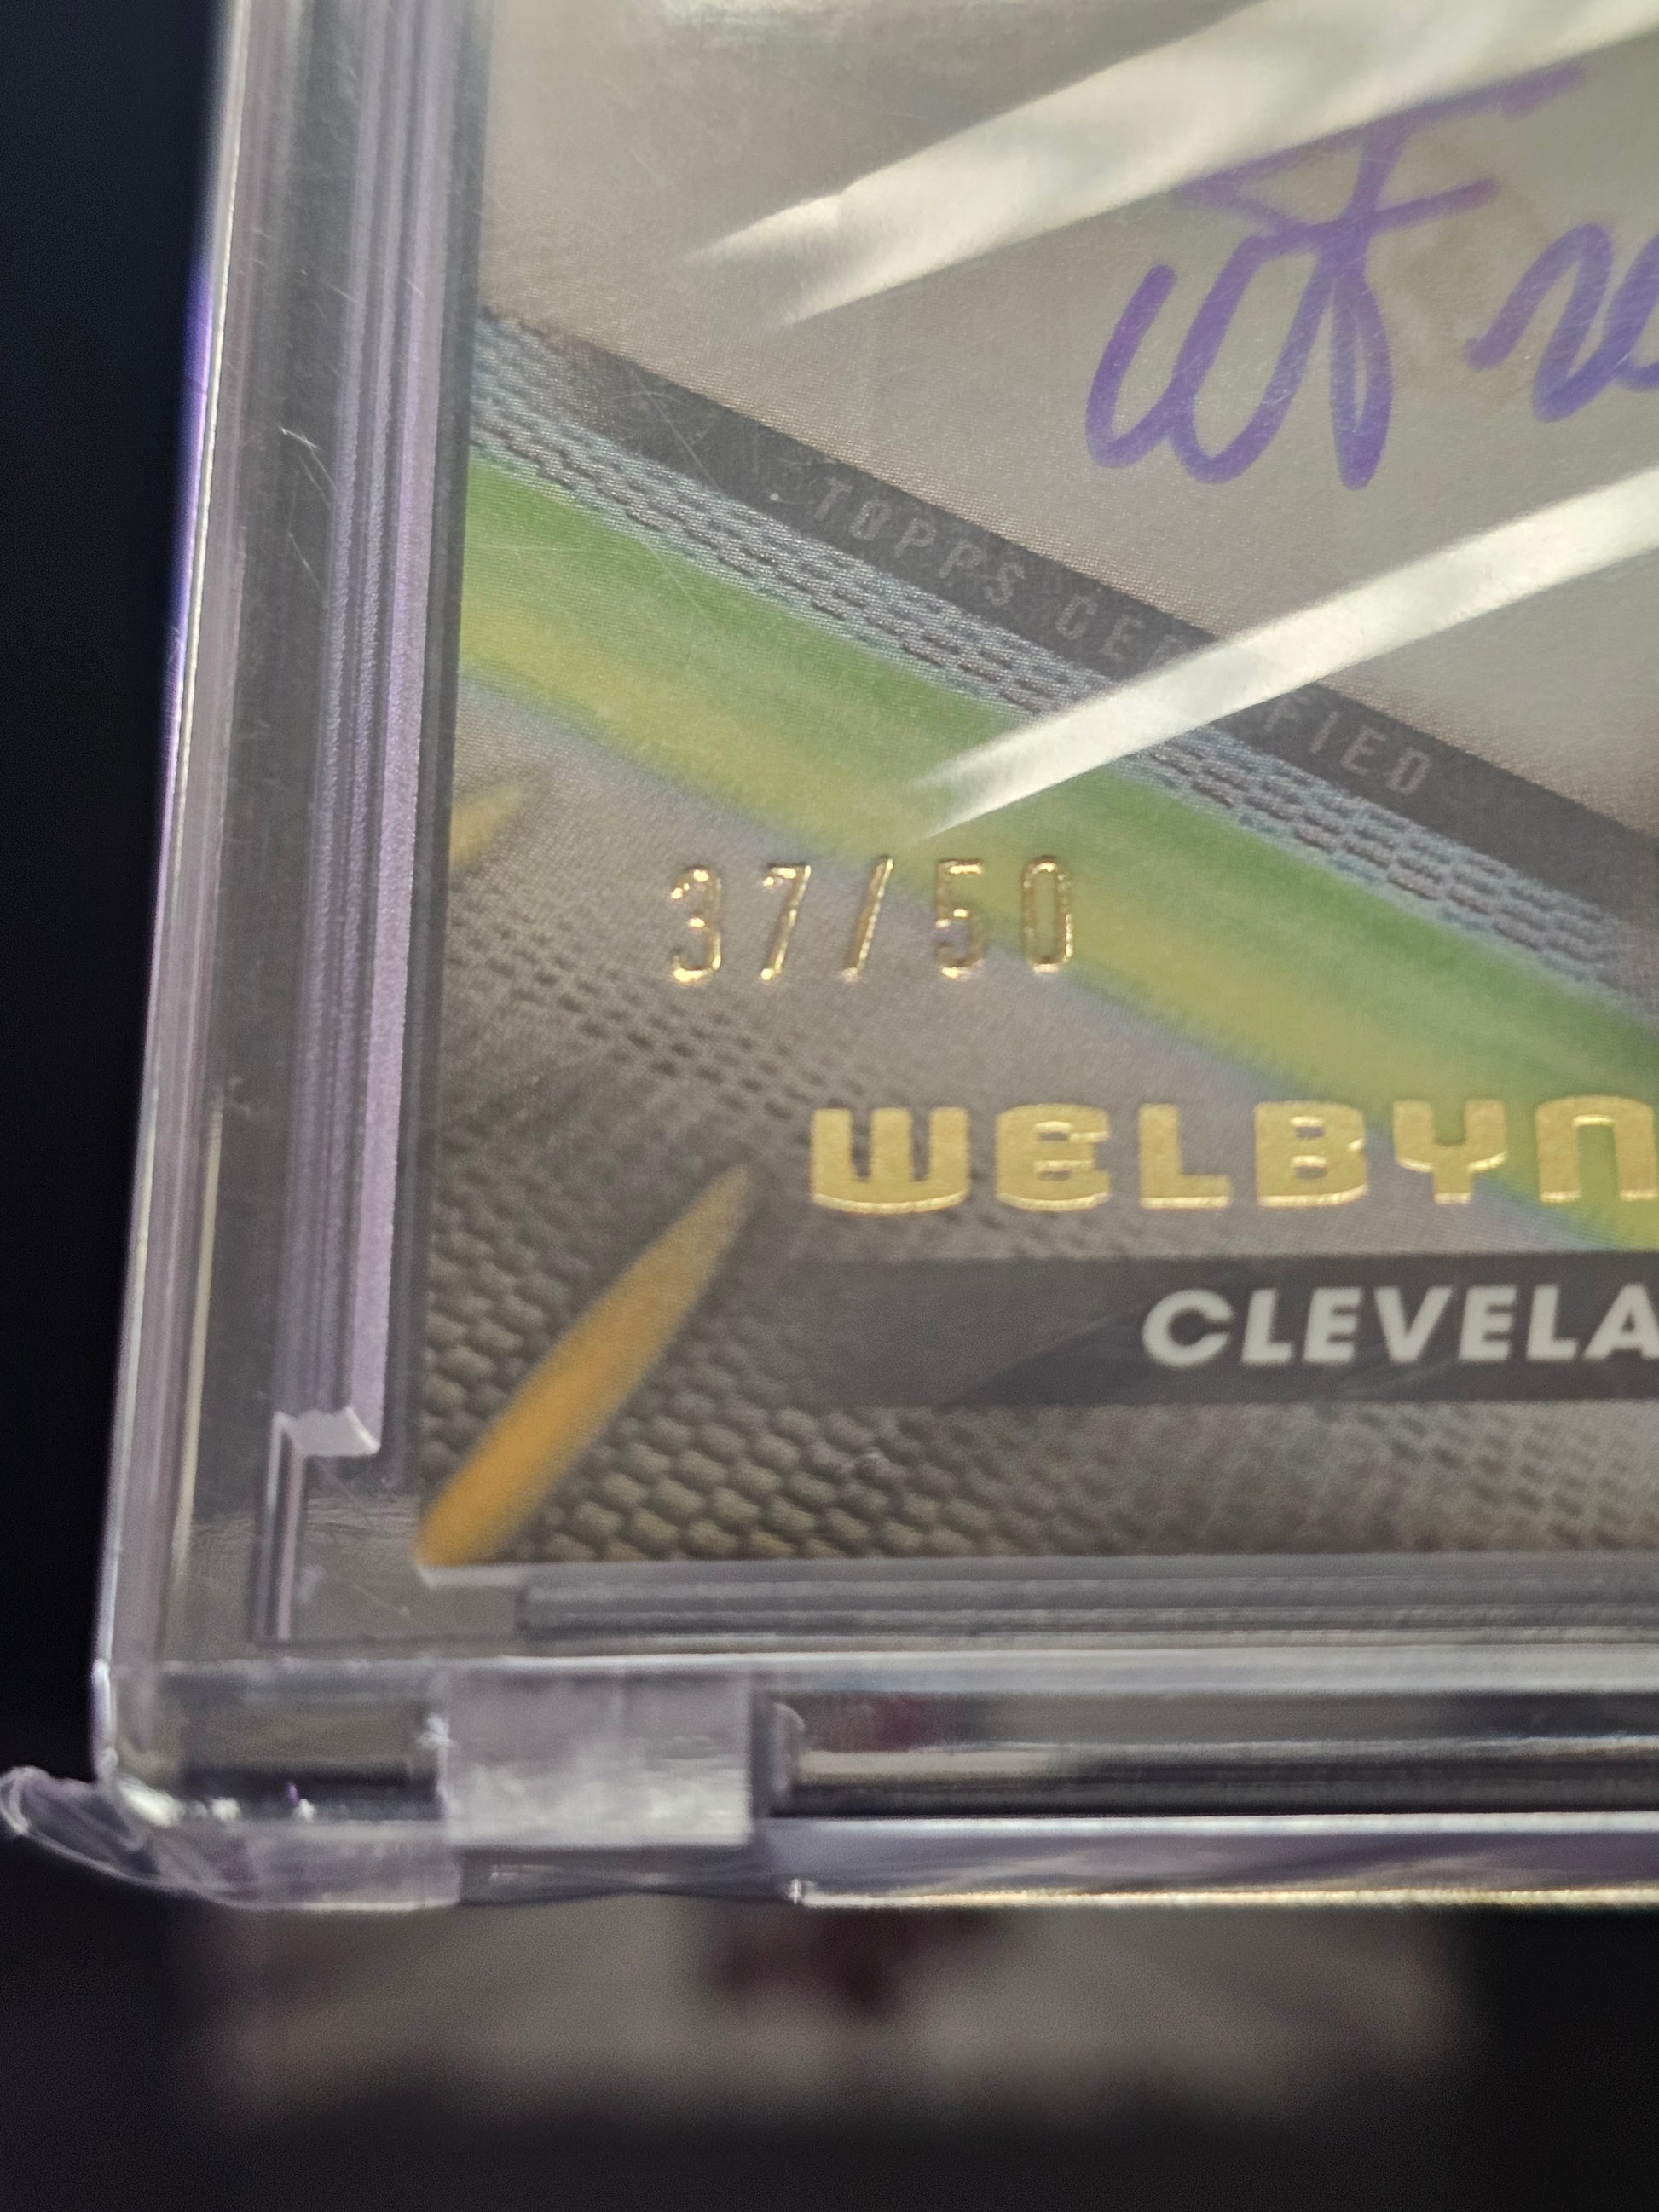 TOPPS CERTIFIED
37/50
WELBYN
CLEVELA